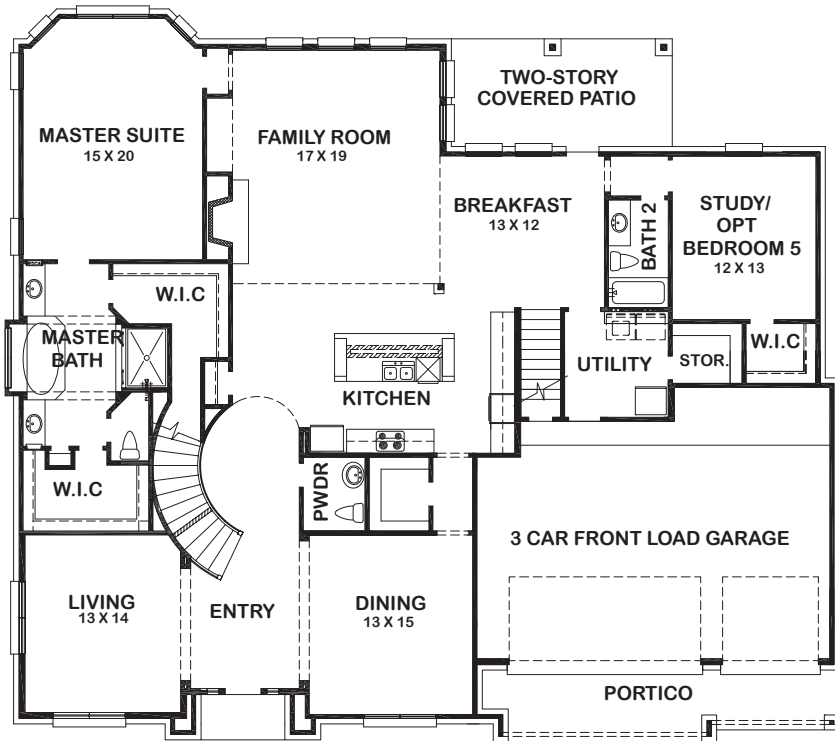 TWO-STORY
COVERED PATIO
MASTER SUITE
15 X 20
FAMILY ROOM
17 X 19
BREAKFAST
13 X 12
BATH 2
STUDY/
OPT
BEDROOM 5
12 X 13
W.I.C
MASTER
BATH
W.I.C
UTILITY
STOR.
KITCHEN
W.I.C
PWDR
3 CAR FRONT LOAD GARAGE
LIVING
13 X 14
ENTRY
DINING
13 X 15
PORTICO